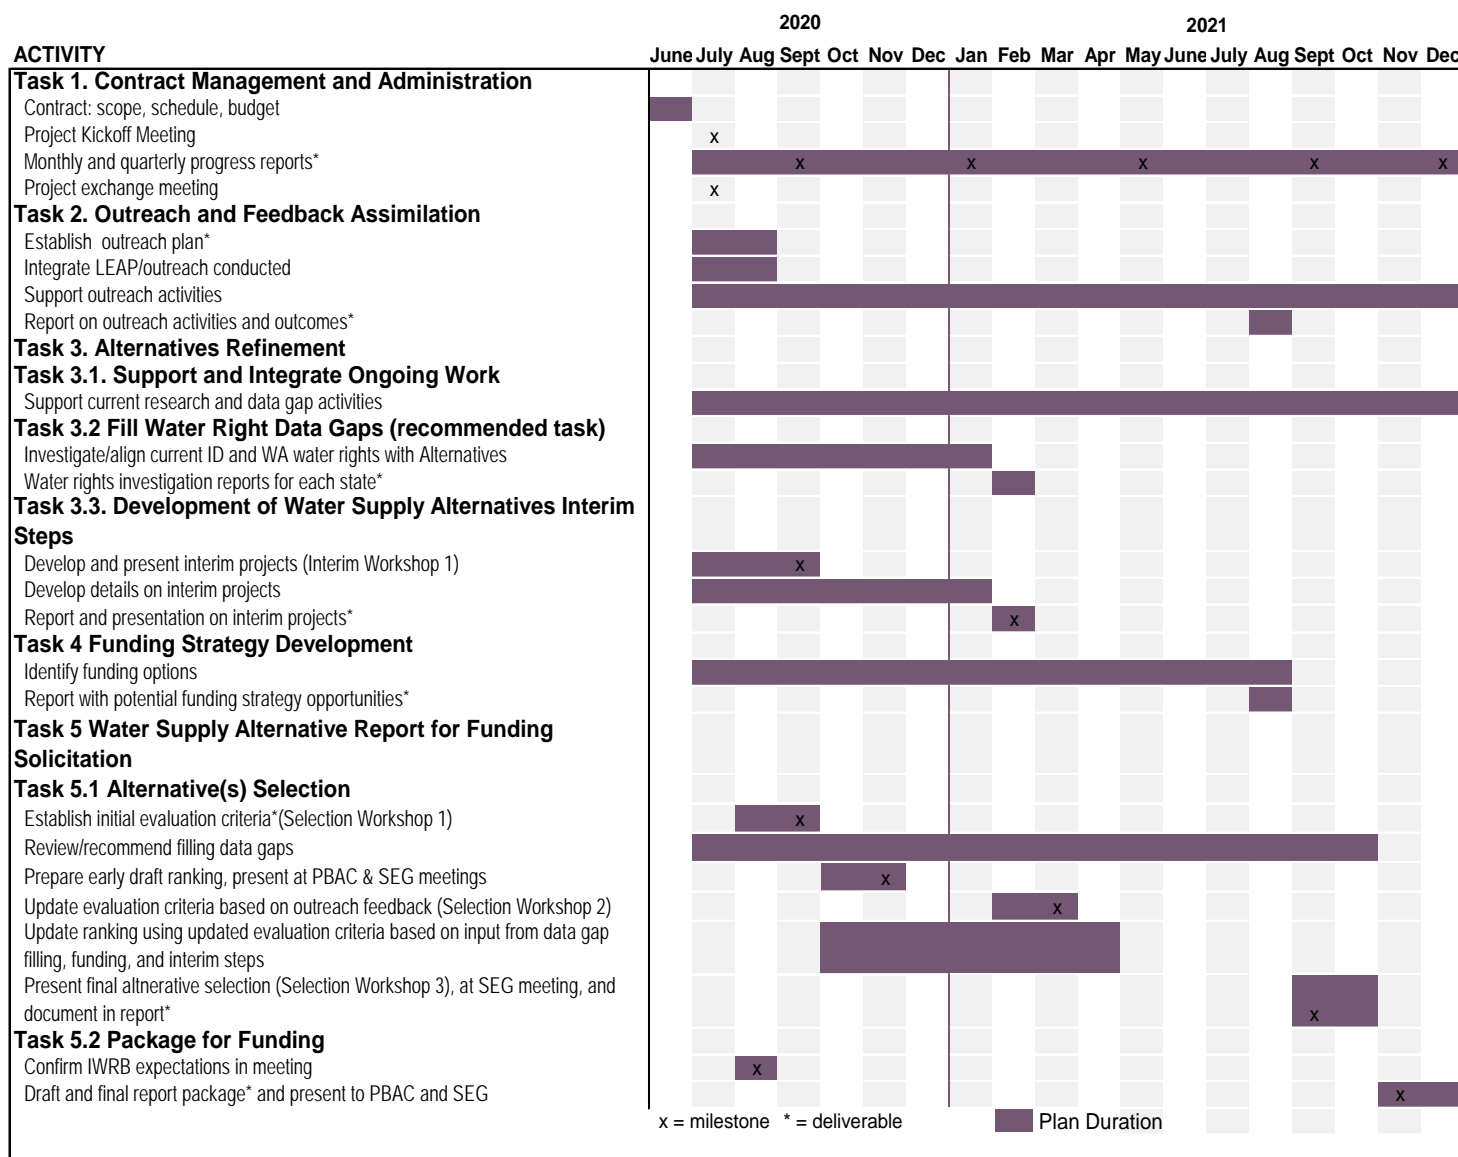 2020 2021
ACTIVITY June July Aug Sept Oct Nov Dec Jan Feb Mar Apr May June July Aug Sept Oct Nov Dec
Task 1. Contract Management and Administration
Contract: scope, schedule, budget
Project Kickoff Meeting x
Monthly and quarterly progress reports* x x x x x
Project exchange meeting x
Task 2. Outreach and Feedback Assimilation
Establish outreach plan*
Integrate LEAP/outreach conducted
Support outreach activities
Report on outreach activities and outcomes*
Task 3. Alternatives Refinement
Task 3.1. Support and Integrate Ongoing Work
Support current research and data gap activities
Task 3.2 Fill Water Right Data Gaps (recommended task)
Investigate/align current ID and WA water rights with Alternatives
Water rights investigation reports for each state*
Task 3.3. Development of Water Supply Alternatives Interim
Steps
Develop and present interim projects (Interim Workshop 1) x
Develop details on interim projects
Report and presentation on interim projects* x
Task 4 Funding Strategy Development
Identify funding options
Report with potential funding strategy opportunities*
Task 5 Water Supply Alternative Report for Funding
Solicitation
Task 5.1 Alternative(s) Selection
Establish initial evaluation criteria*(Selection Workshop 1) x
Review/recommend filling data gaps
Prepare early draft ranking, present at PBAC & SEG meetings x
Update evaluation criteria based on outreach feedback (Selection Workshop 2) x
Update ranking using updated evaluation criteria based on input from data gap
filling, funding, and interim steps
Present final altnerative selection (Selection Workshop 3), at SEG meeting, and
document in report* x
Task 5.2 Package for Funding
Confirm IWRB expectations in meeting x
Draft and final report package* and present to PBAC and SEG x
x = milestone * = deliverable Plan Duration